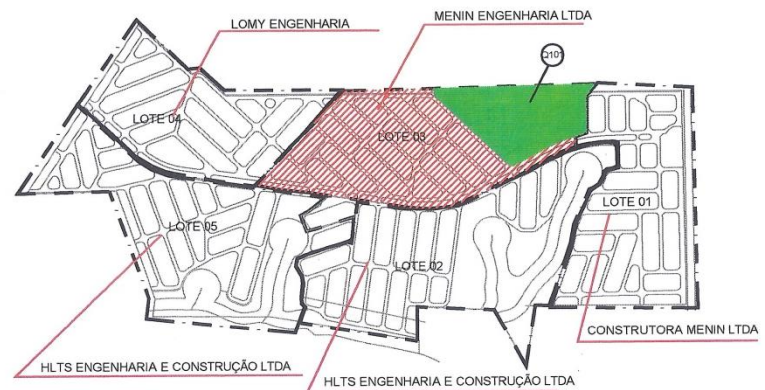 LOMY ENGENHARIA
MENIN ENGENHARIA LTDA
Q101
LOTE 04
LOTE 03
LOTE 01
LOTE 05
LOTE 02
CONSTRUTORA MENIN LTDA
HLTS ENGENHARIA E CONSTRUÇÃO LTDA
HLTS ENGENHARIA E CONSTRUÇÃO LTDA